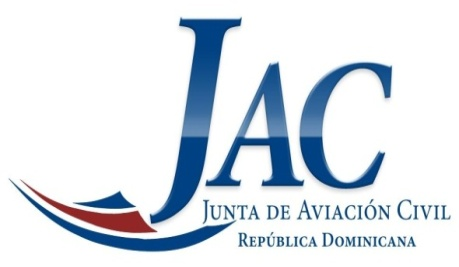 JAC
JUNTA DE AVIACIÓN CIVIL
REPÚBLICA DOMINICANA